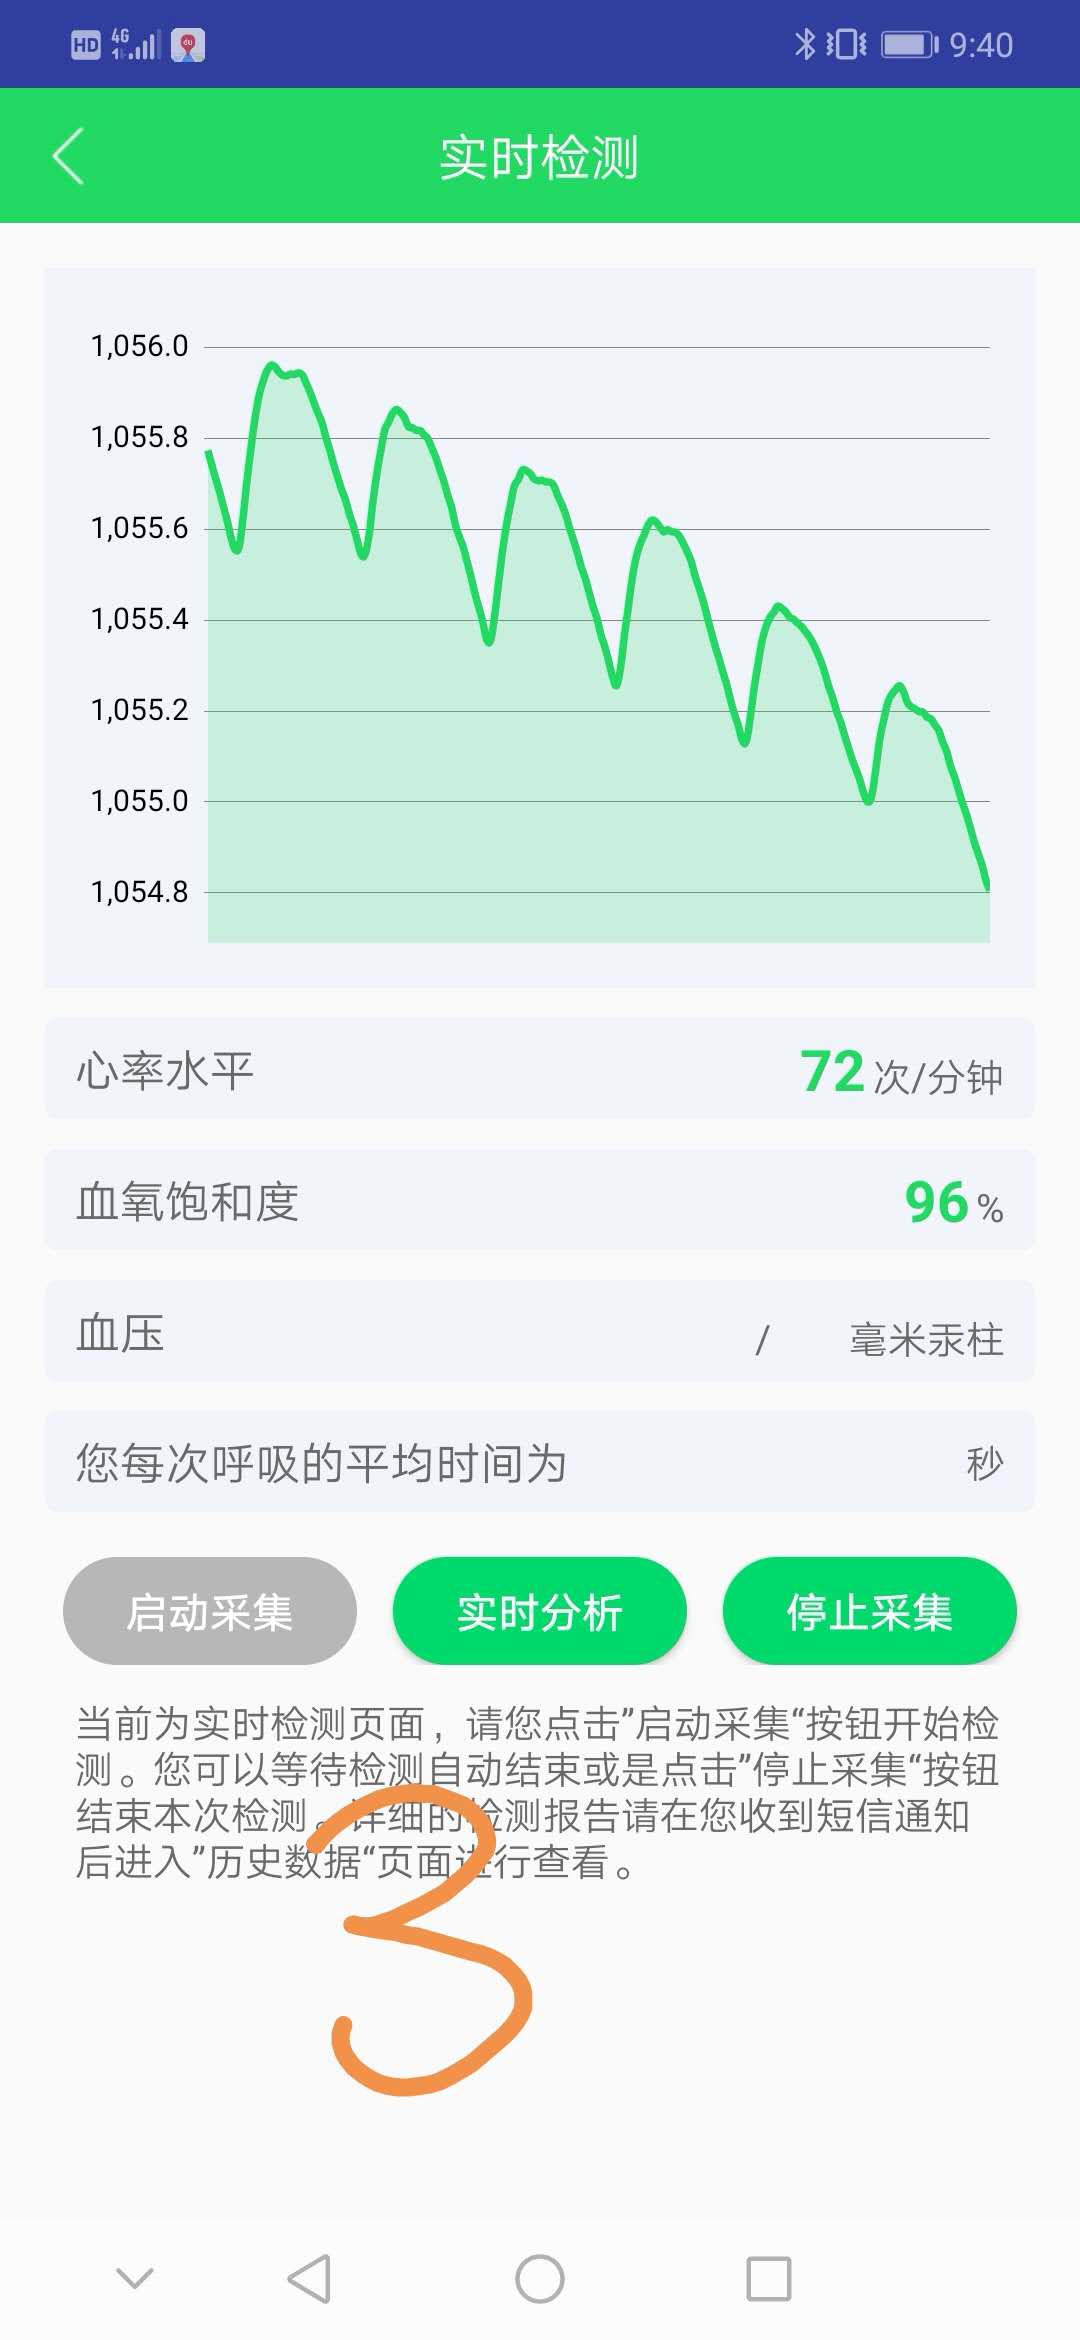 HD 4G 1 du 9:40
实时检测
1,056.0
1,055.8
1,055.6
1,055.4
1,055.2
1,055.0
1,054.8
心率水平 72 次/分钟
血氧饱和度 96 %
血压 / 毫米汞柱
您每次呼吸的平均时间为 秒
启动采集 实时分析 停止采集
当前为实时检测页面，请您点击”启动采集“按钮开始检
测。您可以等待检测自动结束或是点击”停止采集“按钮
结束本次检测。详细的检测报告请在您收到短信通知
后进入”历史数据“页面进行查看。
3